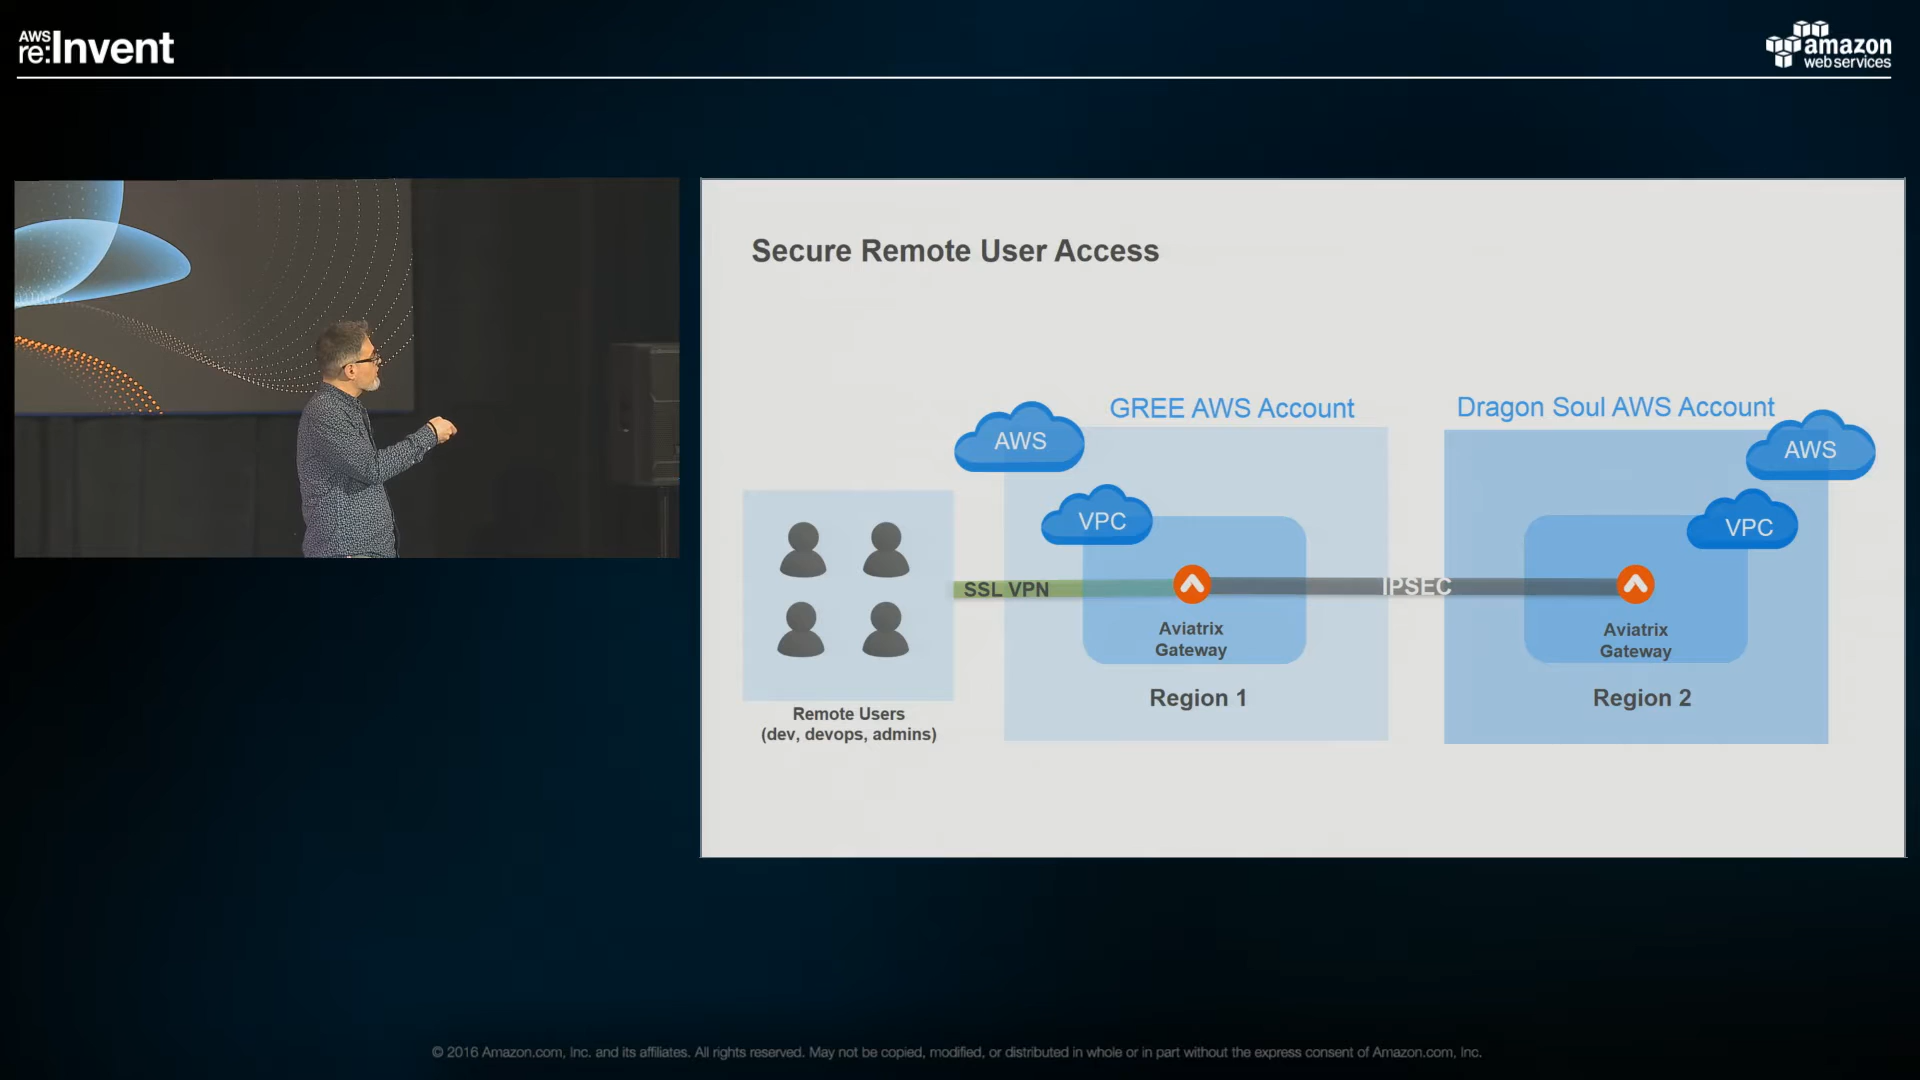 AWS
re:Invent
amazon
webservices
Secure Remote User Access
GREE AWS Account
Dragon Soul AWS Account
AWS
AWS
VPC
VPC
SSL VPN
IPSEC
Aviatrix
Gateway
Aviatrix
Gateway
Region 1
Region 2
Remote Users
(dev, devops, admins)
© 2016 Amazon.com, Inc. and its affiliates. All rights reserved. May not be copied, modified, or distributed in whole or in part without the express consent of Amazon.com, Inc.